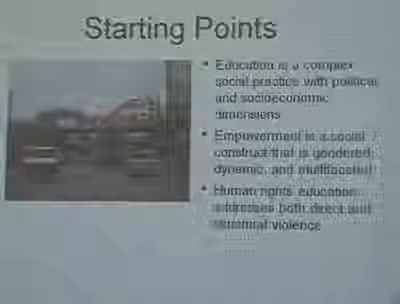 Starting Points
• Education is a complex
social practice with political
and socioeconomic
dimensions
• Empowerment is a social
construct that is gendered,
dynamic, and multifaceted
• Human rights education
addresses both direct and
structural violence